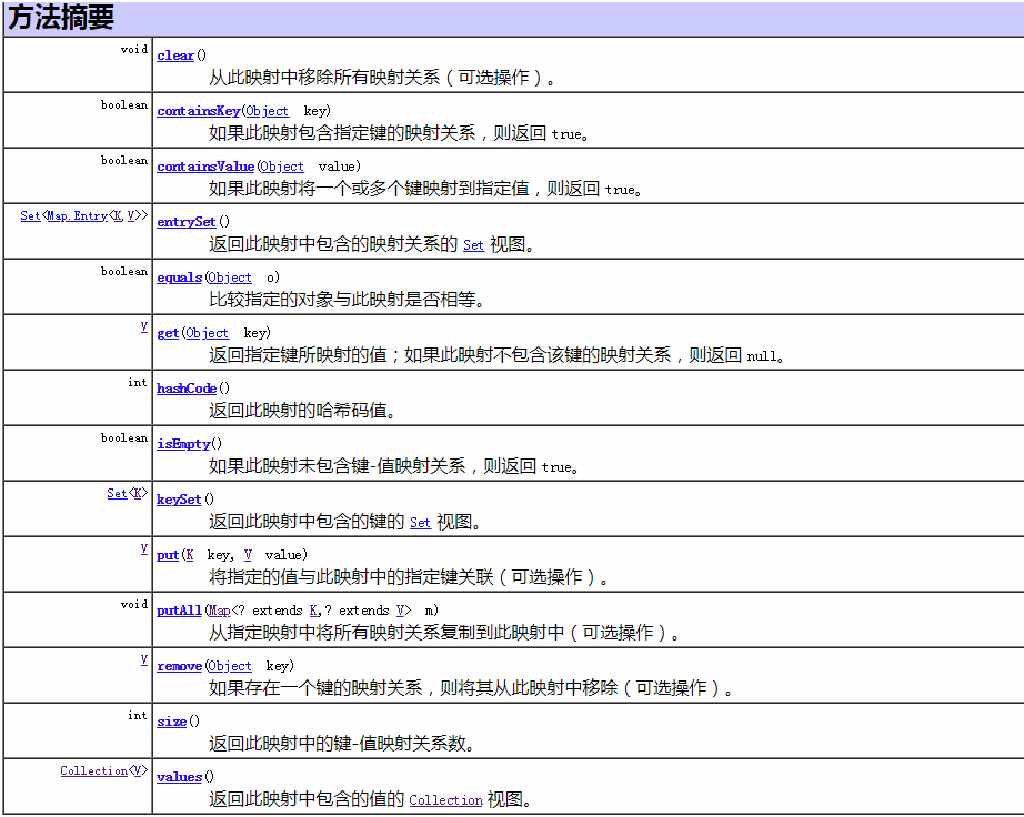 方法摘要
void clear()
从此映射中移除所有映射关系（可选操作）。
boolean containsKey(Object key)
如果此映射包含指定键的映射关系，则返回 true。
boolean containsValue(Object value)
如果此映射将一个或多个键映射到指定值，则返回 true。
Set<Map.Entry<K,V>> entrySet()
返回此映射中包含的映射关系的 Set 视图。
boolean equals(Object o)
比较指定的对象与此映射是否相等。
V get(Object key)
返回指定键所映射的值；如果此映射不包含该键的映射关系，则返回 null。
int hashCode()
返回此映射的哈希码值。
boolean isEmpty()
如果此映射未包含键-值映射关系，则返回 true。
Set<K> keySet()
返回此映射中包含的键的 Set 视图。
V put(K key, V value)
将指定的值与此映射中的指定键关联（可选操作）。
void putAll(Map<? extends K,? extends V> m)
从指定映射中将所有映射关系复制到此映射中（可选操作）。
V remove(Object key)
如果存在一个键的映射关系，则将其从此映射中移除（可选操作）。
int size()
返回此映射中的键-值映射关系数。
Collection<V> values()
返回此映射中包含的值的 Collection 视图。